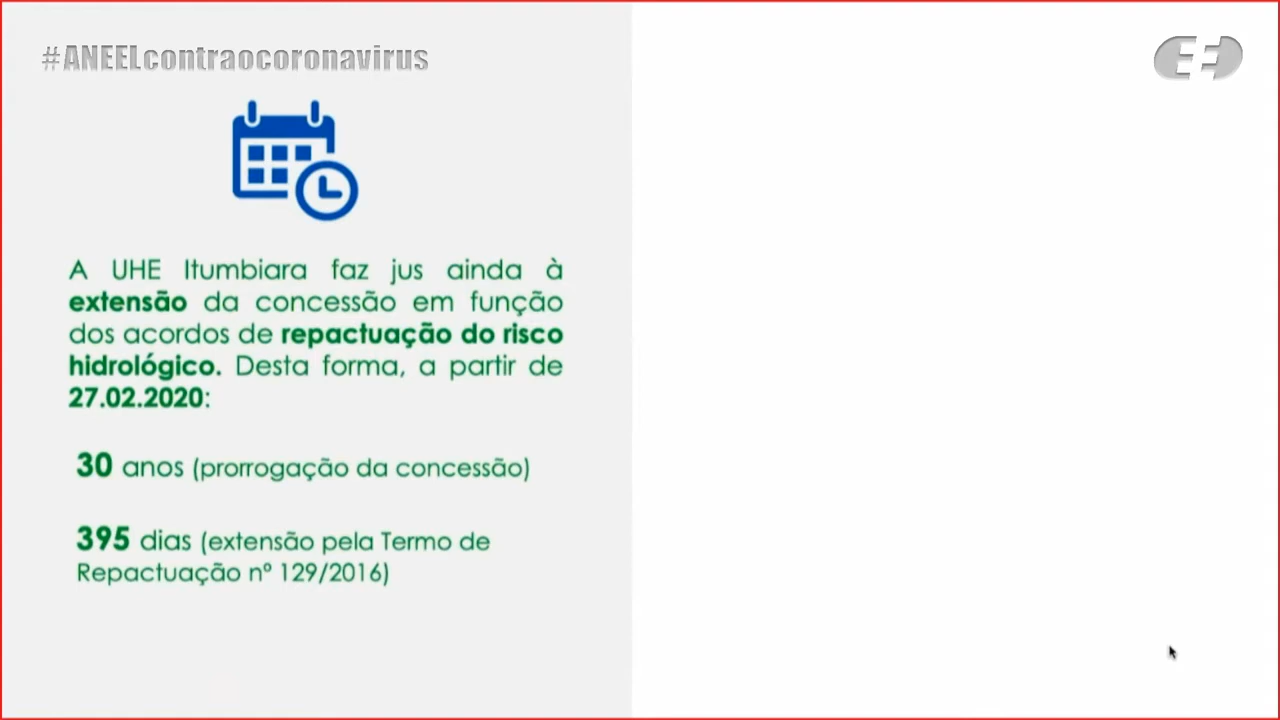 #ANEELcontraocoronavirus
A UHE Itumbiara faz jus ainda à
extensão da concessão em função
dos acordos de repactuação do risco
hidrológico. Desta forma, a partir de
27.02.2020:
30 anos (prorrogação da concessão)
395 dias (extensão pela Termo de
Repactuação nº 129/2016)